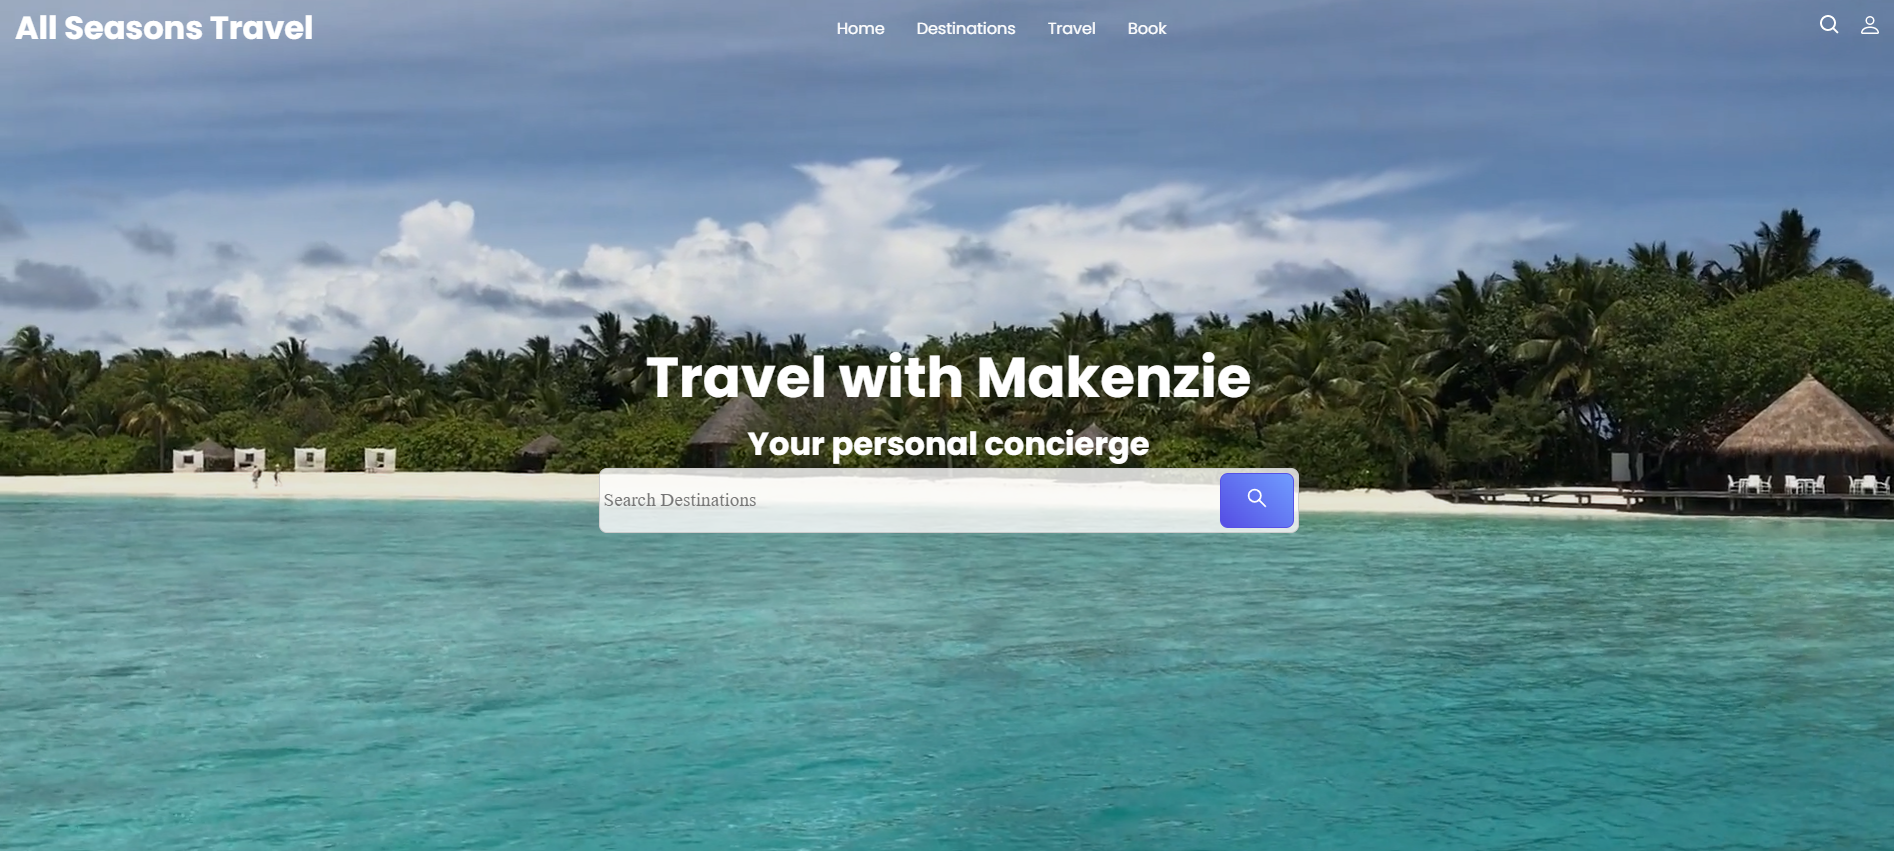 All Seasons Travel
Home Destinations Travel Book
Travel with Makenzie
Your personal concierge
Search Destinations